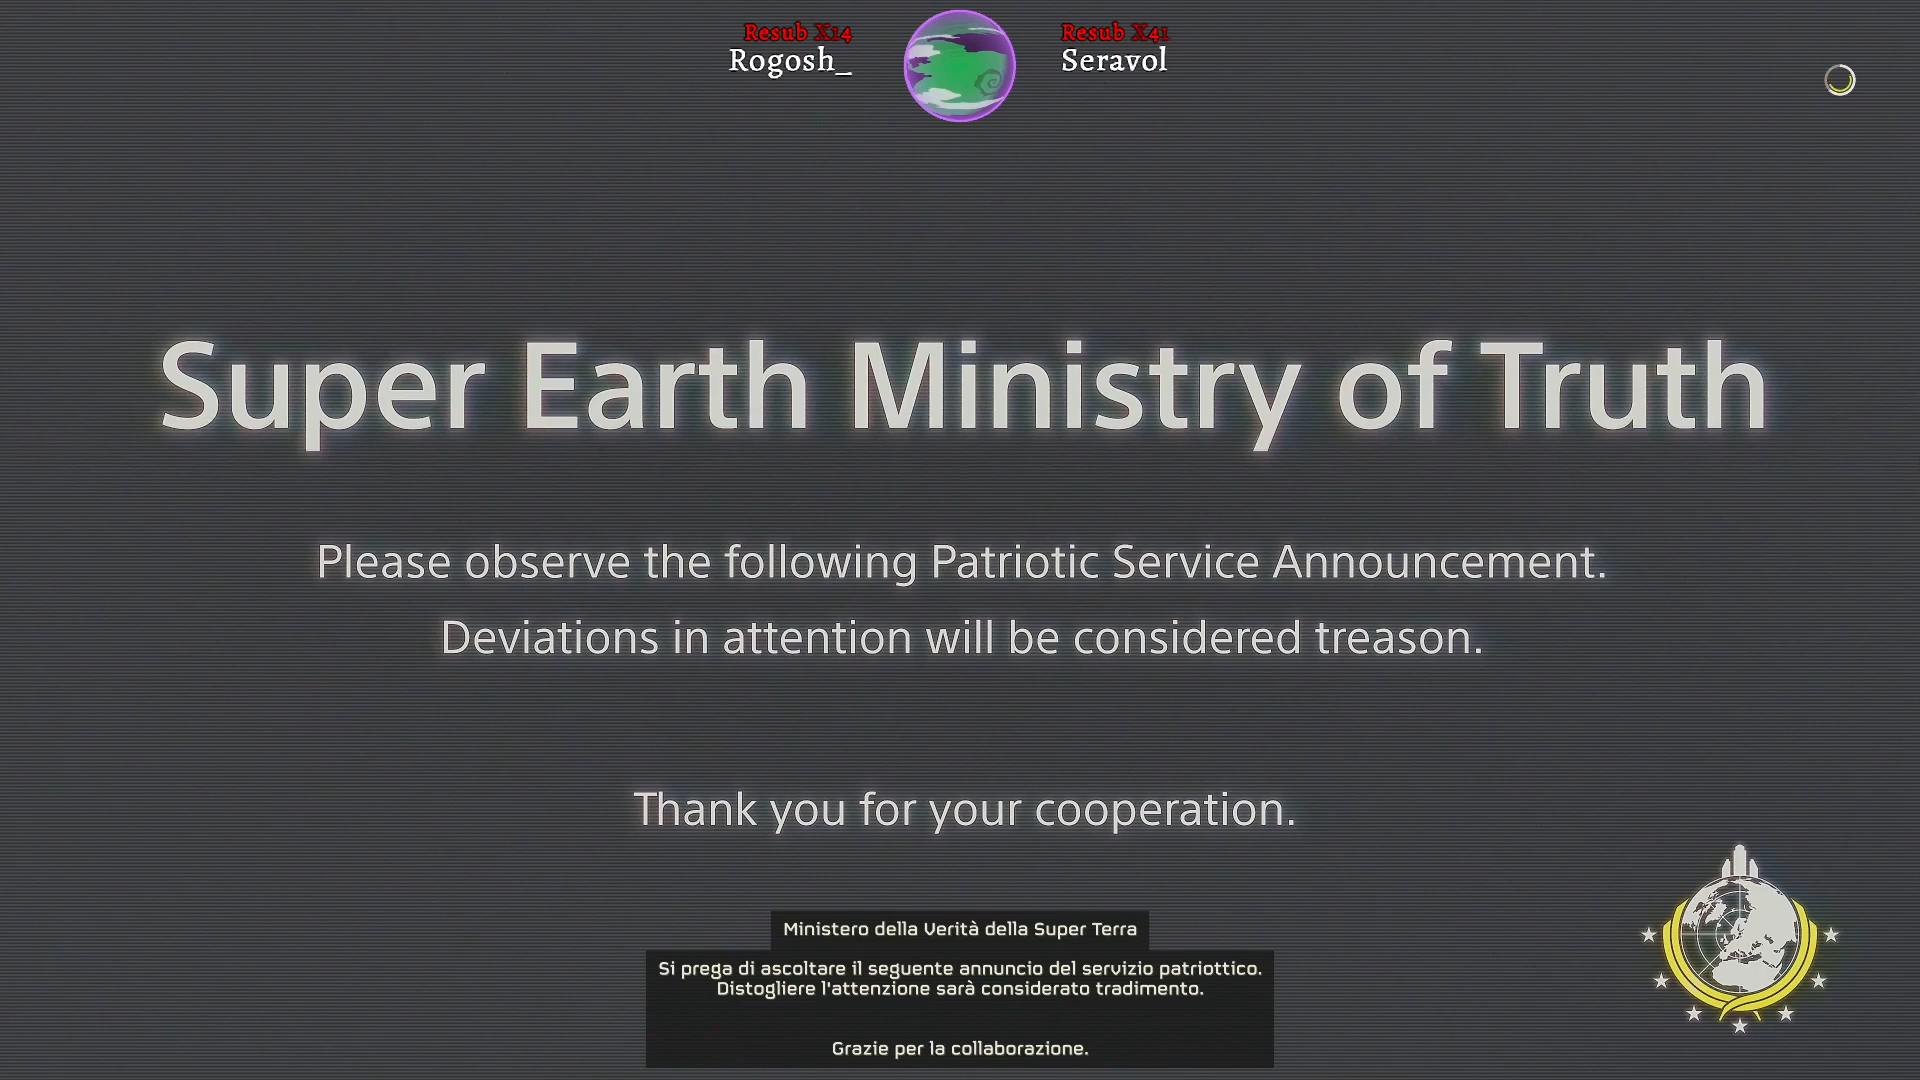 Resub X14
Rogosh_
Resub X41
Seravol
Super Earth Ministry of Truth
Please observe the following Patriotic Service Announcement.
Deviations in attention will be considered treason.
Thank you for your cooperation.
Ministero della Verità della Super Terra
Si prega di ascoltare il seguente annuncio del servizio patriottico.
Distogliere l'attenzione sarà considerato tradimento.
Grazie per la collaborazione.